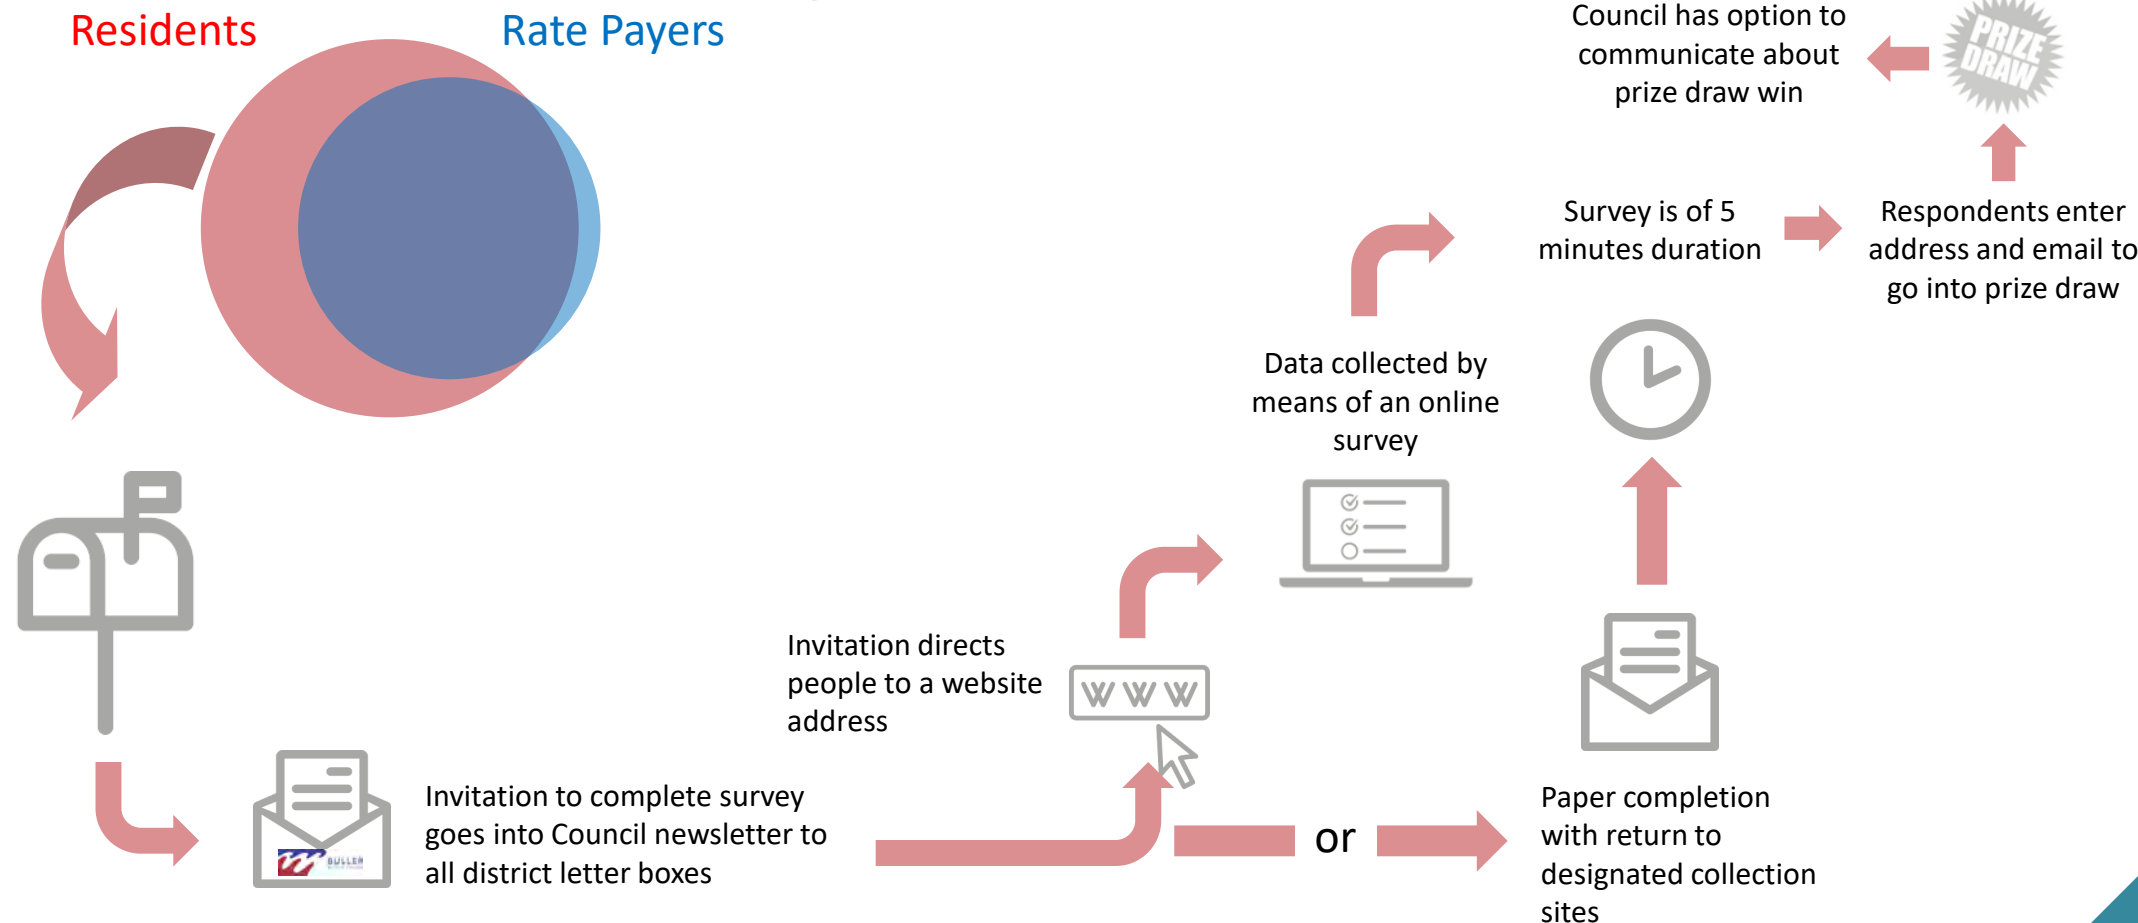 Residents
Rate Payers
Council has option to
communicate about
prize draw win
PRIZE
DRAW
Survey is of 5
minutes duration
Respondents enter
address and email to
go into prize draw
Data collected by
means of an online
survey
Invitation directs
people to a website
address
WWW
BULLER
Invitation to complete survey
goes into Council newsletter to
all district letter boxes
or
Paper completion
with return to
designated collection
sites